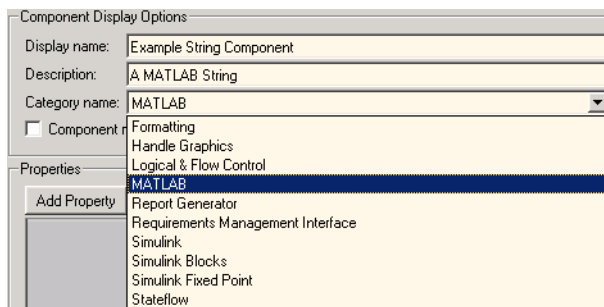 Component Display Options
Display name: Example String Component
Description: A MATLAB String
Category name: MATLAB
Component
Formatting
Handle Graphics
Logical & Flow Control
Properties
MATLAB
Add Property
Report Generator
Requirements Management Interface
Simulink
Simulink Blocks
Simulink Fixed Point
Stateflow